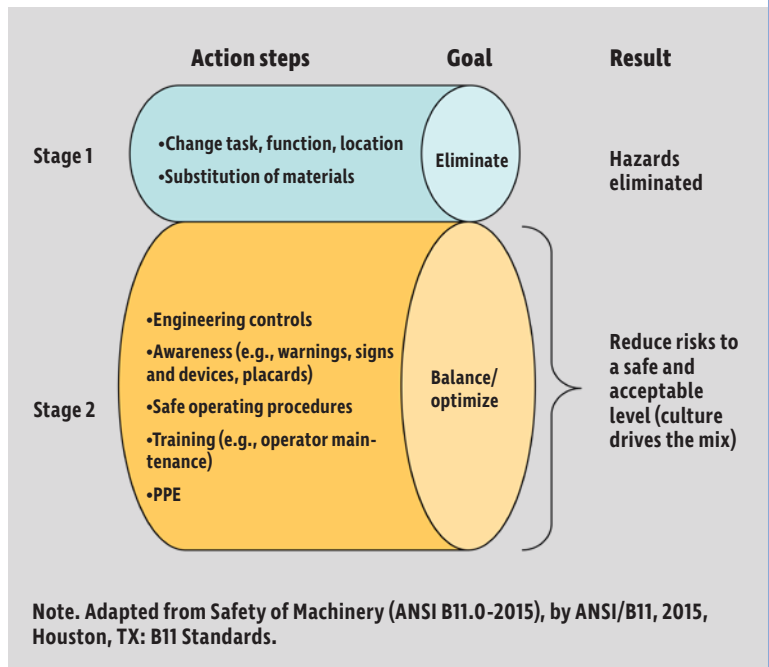 Action steps
Goal
Result
Stage 1
•Change task, function, location
•Substitution of materials
Eliminate
Hazards
eliminated
Stage 2
•Engineering controls
•Awareness (e.g., warnings, signs
and devices, placards)
•Safe operating procedures
•Training (e.g., operator main-
tenance)
•PPE
Balance/
optimize
Reduce risks to
a safe and
acceptable
level (culture
drives the mix)
Note. Adapted from Safety of Machinery (ANSI B11.0-2015), by ANSI/B11, 2015,
Houston, TX: B11 Standards.